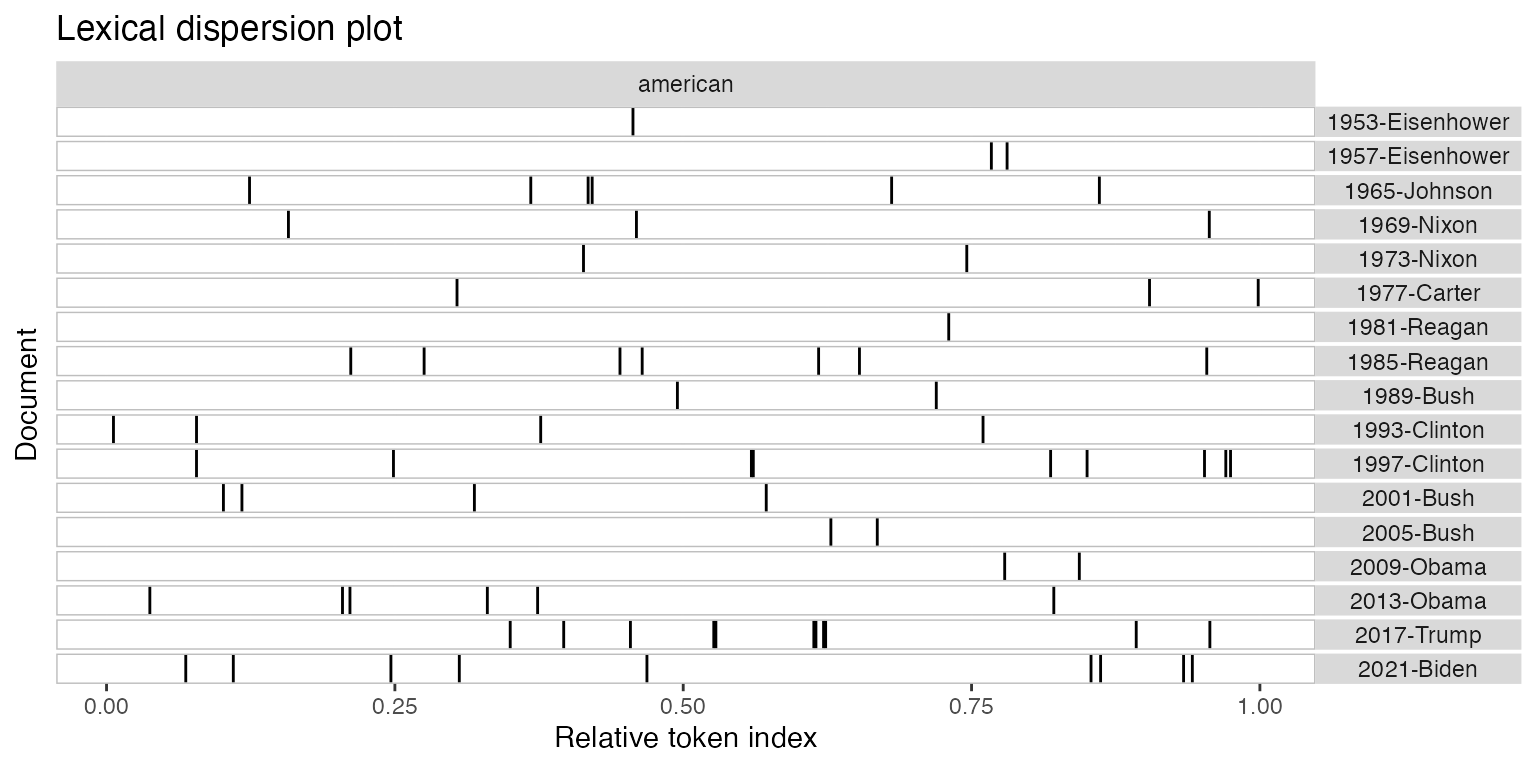 Lexical dispersion plot
american
1953-Eisenhower
1957-Eisenhower
1965-Johnson
1969-Nixon
1973-Nixon
1977-Carter
1981-Reagan
1985-Reagan
1989-Bush
1993-Clinton
1997-Clinton
2001-Bush
2005-Bush
2009-Obama
2013-Obama
2017-Trump
2021-Biden
Document
0.00 0.25 0.50 0.75 1.00
Relative token index